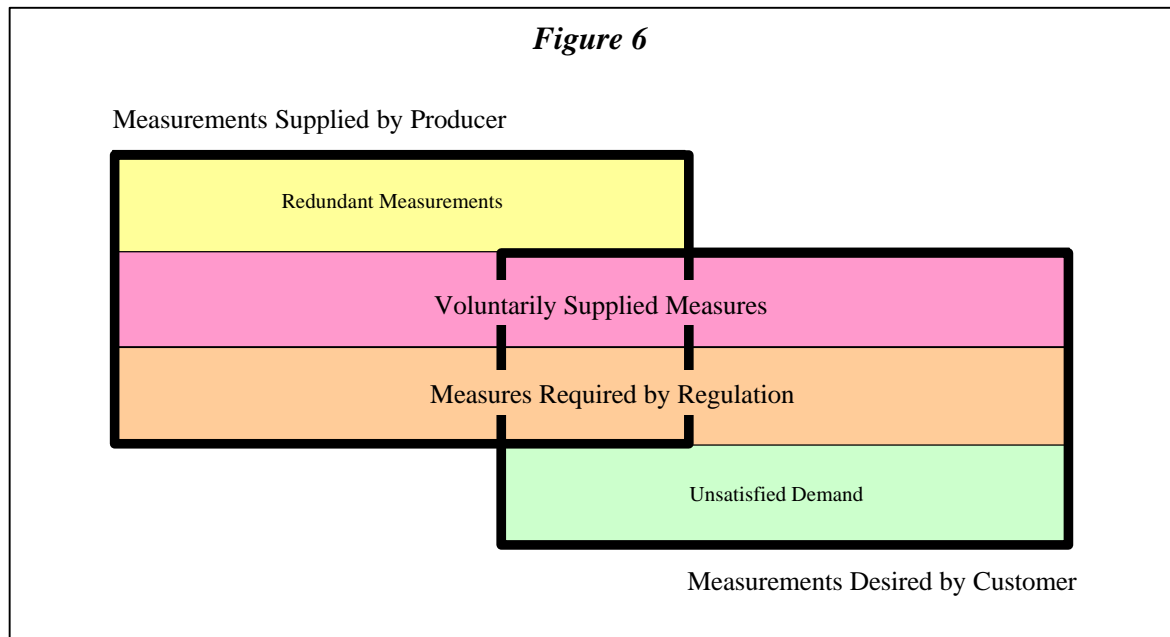 Figure 6
Measurements Supplied by Producer
Redundant Measurements
Voluntarily Supplied Measures
Measures Required by Regulation
Unsatisfied Demand
Measurements Desired by Customer